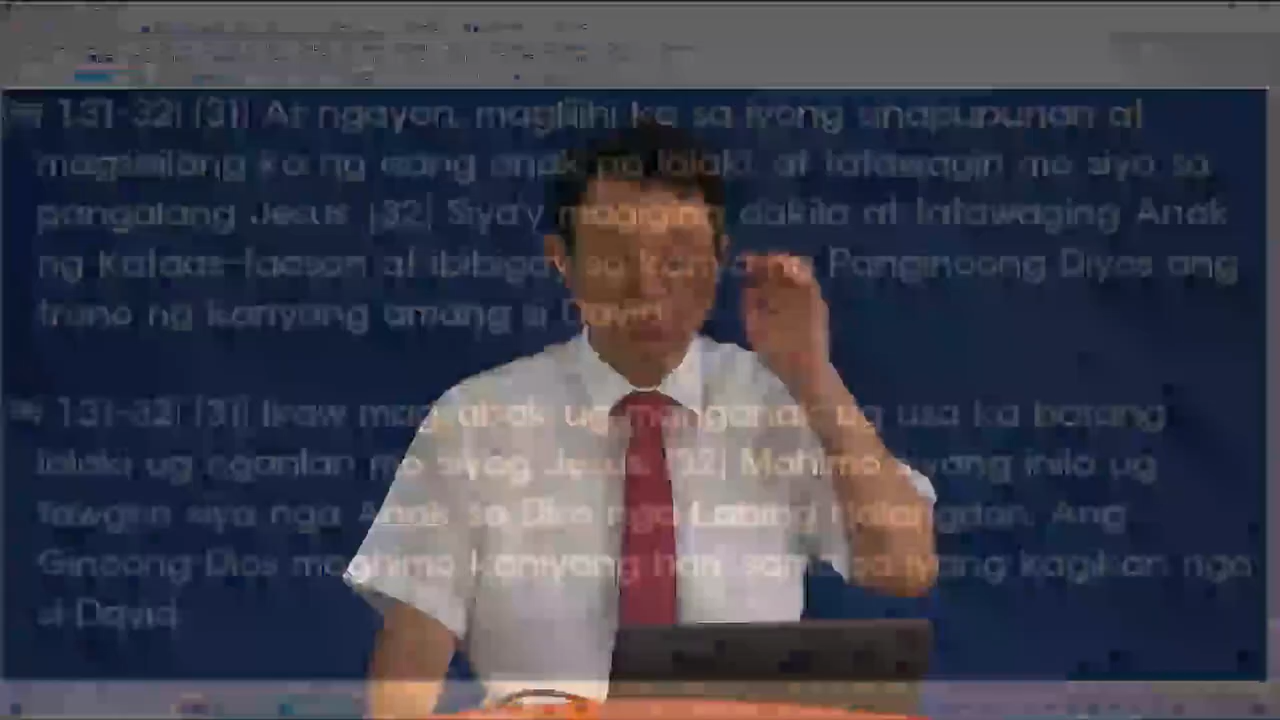 1:31-32| (31)| At ngayon, maglilihi ka sa iyong sinapupunan at
magsisilang ka ng isang anak na lalaki, at tatawagin mo siya sa
pangalang Jesus |32| Siya'y magiging dakila at tatawaging Anak
ng Kataas-taasan at ibibigay sa kanya ng Panginoong Diyos ang
trono ng kanyang amang si David
1:31-32| (31)| Ikaw mag anak ug manganak ug usa ka batang
lalaki ug nganlan mo siyag Jesus. |32| Mahimo siyang inila ug
tawgon siya nga Anak sa Dios nga Labing Halangdon. Ang
Ginoong Dios maghimo kaniyang hari sama sa iyang kagikan nga
si David